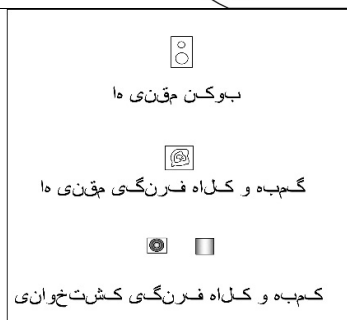 بوکن مقنی ها
گمبه و کلاه فرنگی مقنی ها
کمبه و کلاه فرنگی کشتخوانی